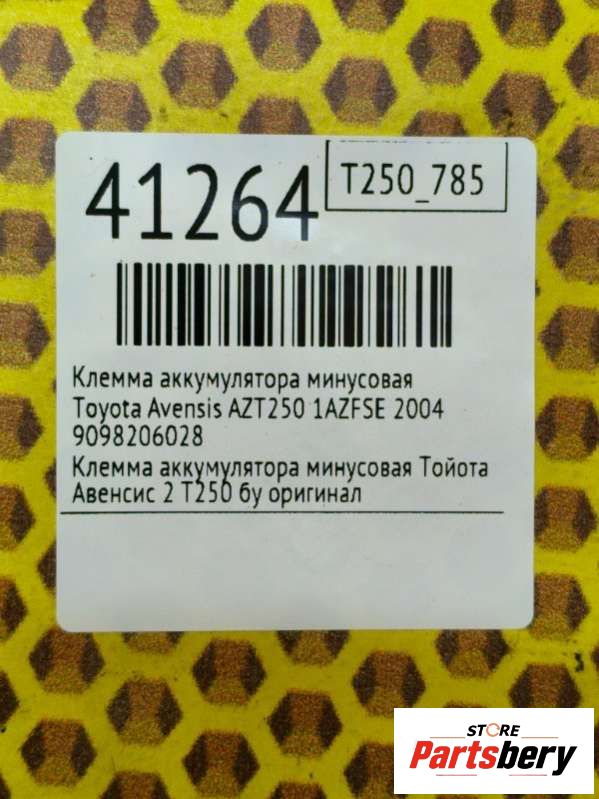 41264
T250_785
Клемма аккумулятора минусовая
Toyota Avensis AZT250 1AZFSE 2004
9098206028
Клемма аккумулятора минусовая Тойота
Авенсис 2 Т250 бу оригинал
STORE
Partsbery